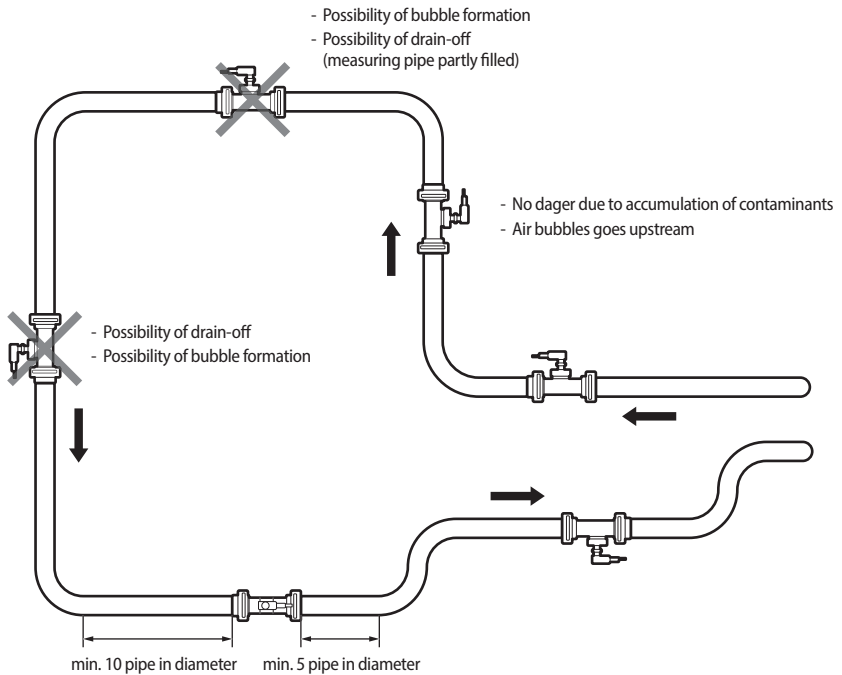 - Possibility of bubble formation
- Possibility of drain-off
(measuring pipe partly filled)
- No dager due to accumulation of contaminants
- Air bubbles goes upstream
- Possibility of drain-off
- Possibility of bubble formation
min. 10 pipe in diameter
min. 5 pipe in diameter